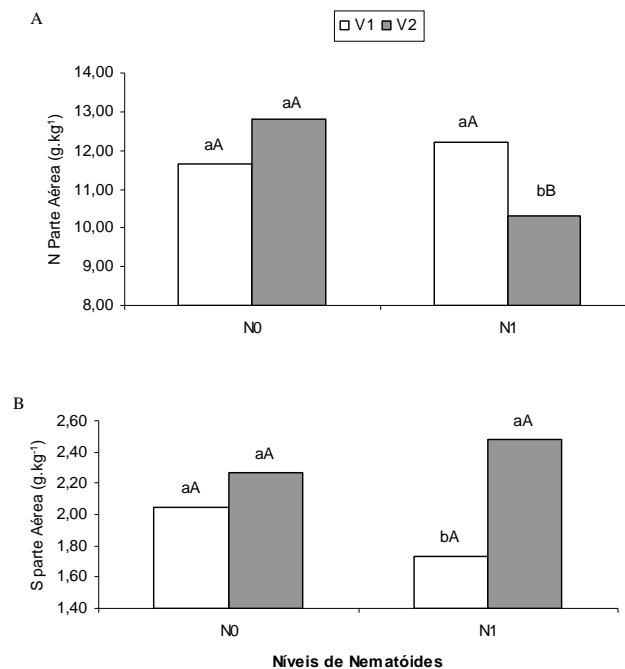 A
V1 V2
N Parte Aérea (g.kg¹)
14,00
13,00
12,00
11,00
10,00
9,00
8,00
aA
aA
aA
bB
N0 N1
B
S parte Aérea (g.kg-¹)
2,60
2,40
2,20
2,00
1,80
1,60
1,40
aA
aA
bA
aA
N0 N1
Níveis de Nematóides